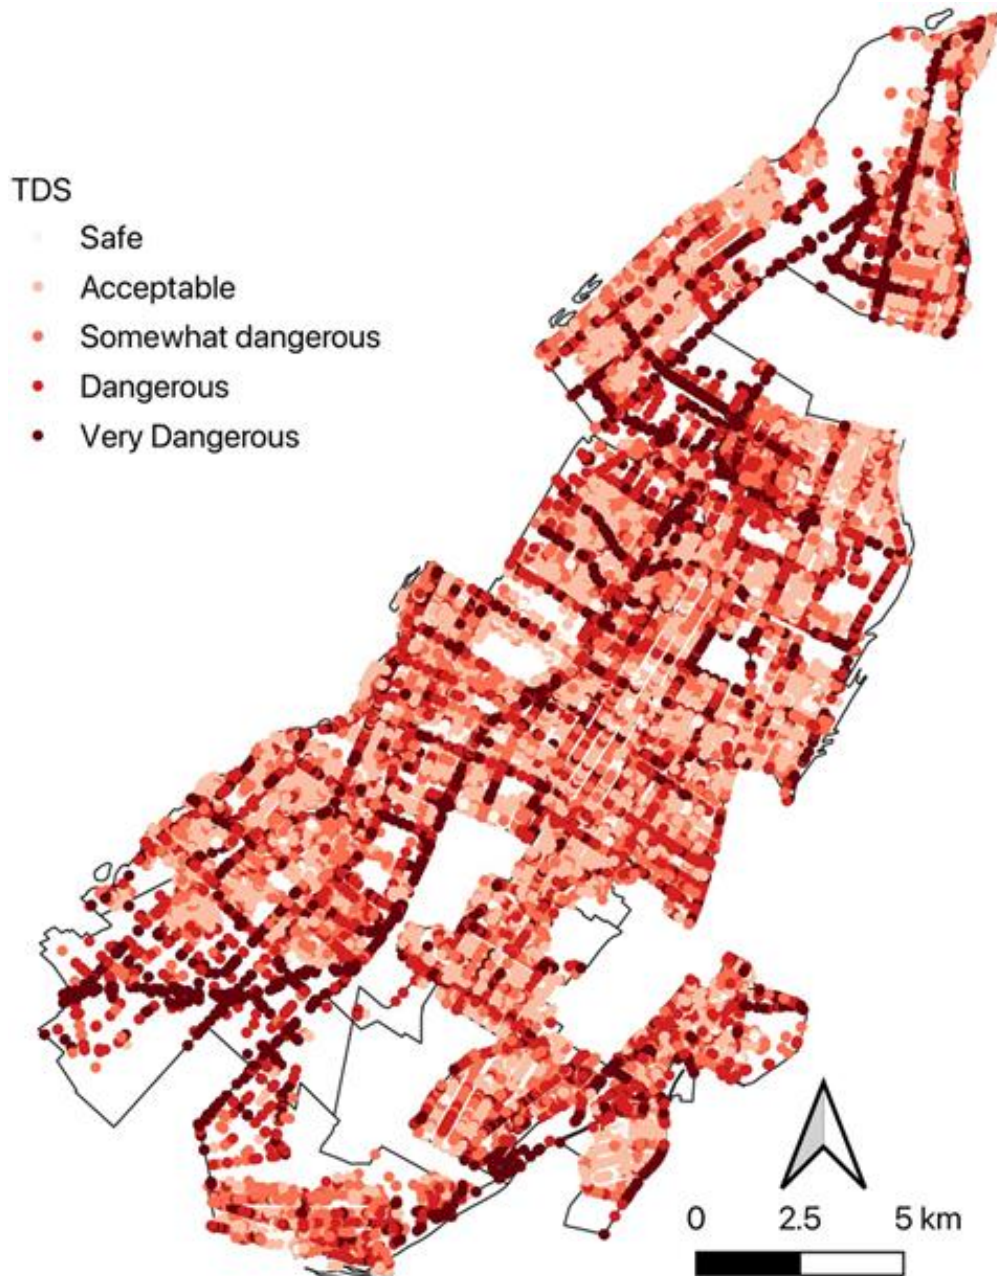 TDS
Safe
Acceptable
Somewhat dangerous
Dangerous
Very Dangerous
0 2.5 5 km